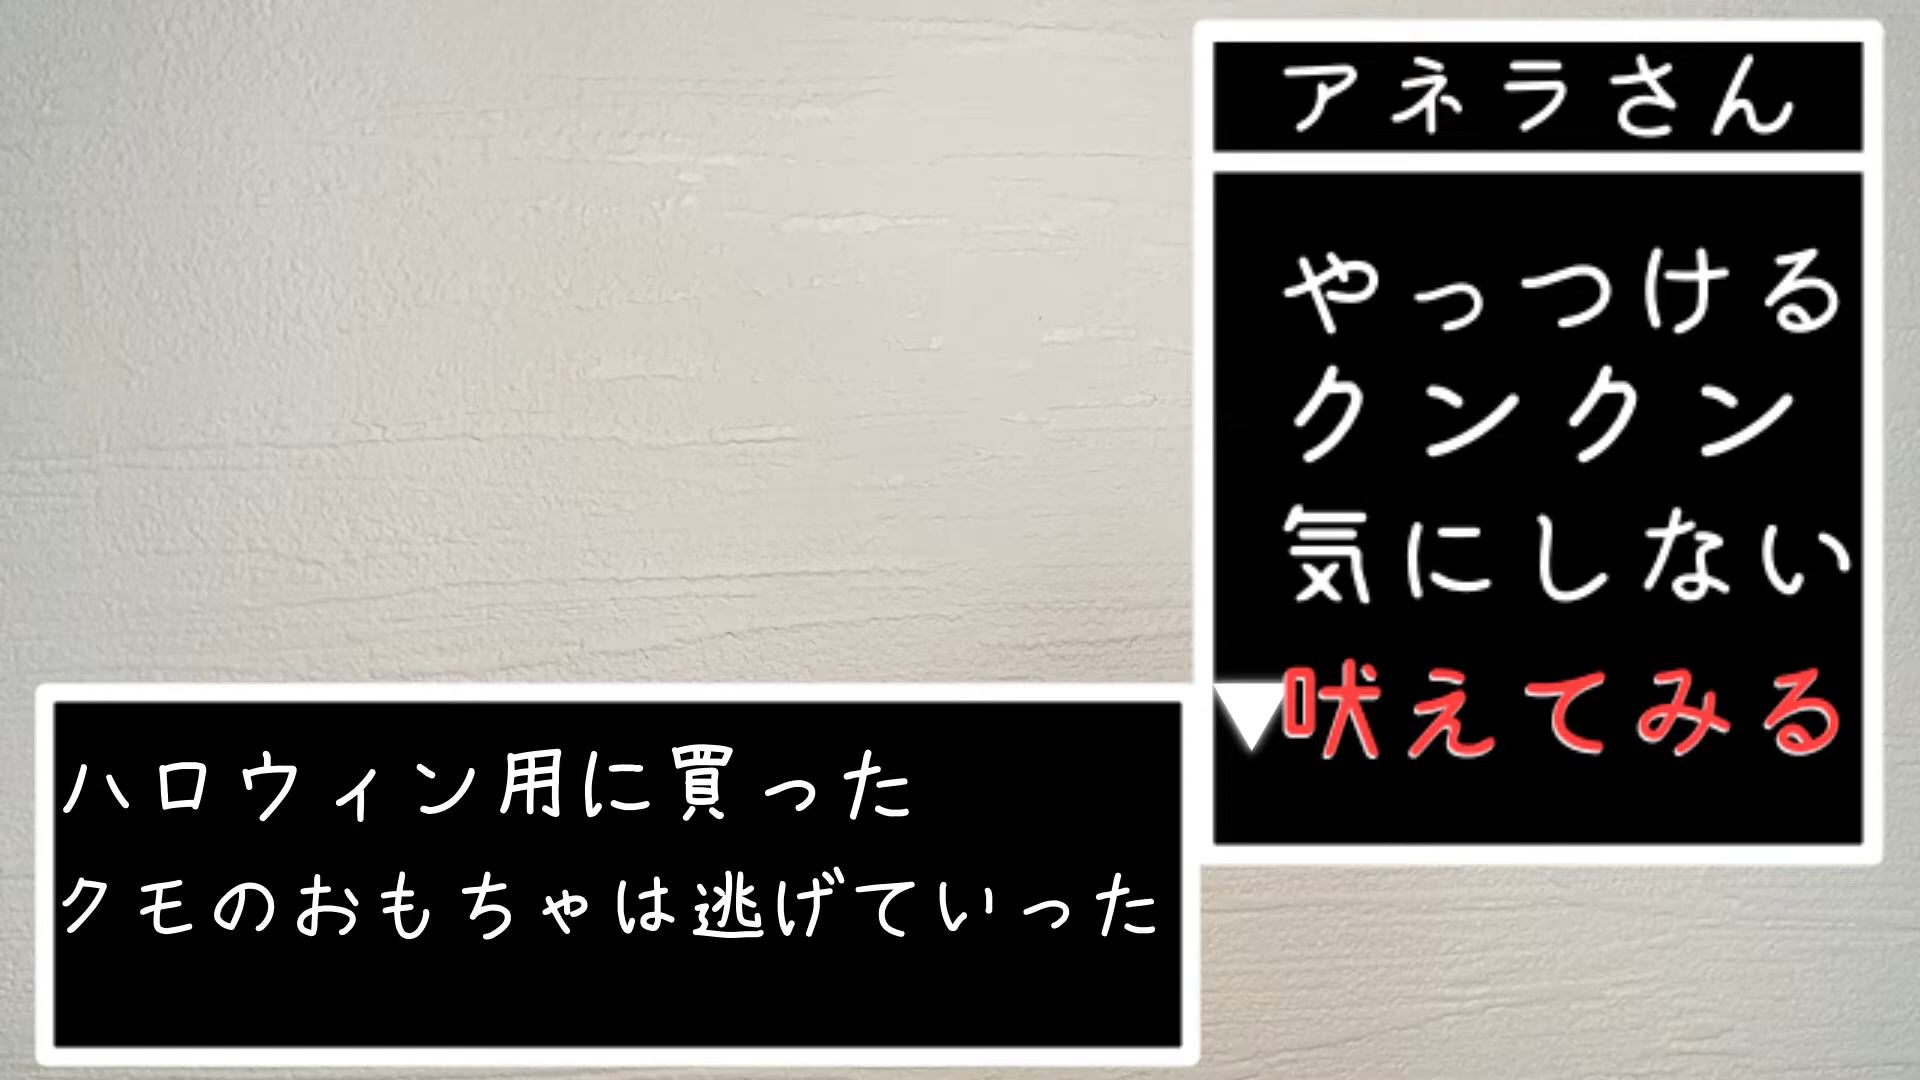 アネラさん
やっつける
クンクン
気にしない
▼吠えてみる
ハロウィン用に買った
クモのおもちゃは逃げていった